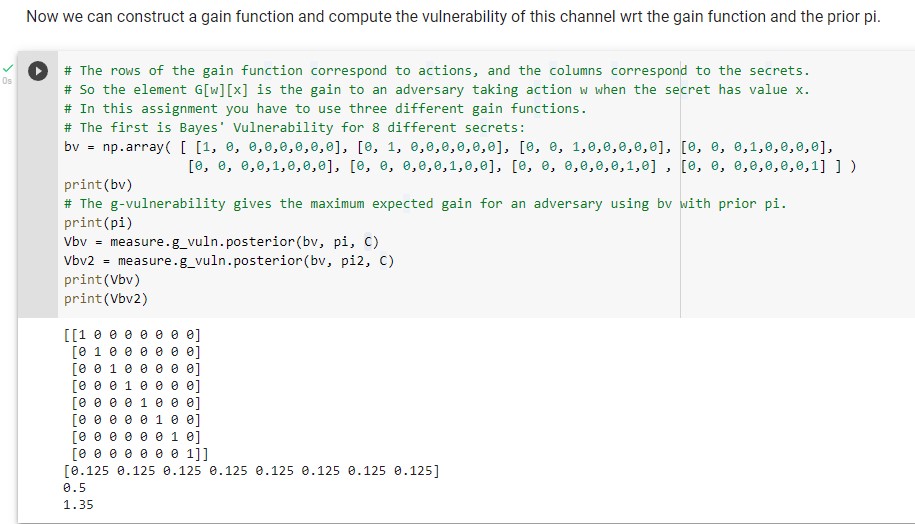 Now we can construct a gain function and compute the vulnerability of this channel wrt the gain function and the prior pi.
0s
# The rows of the gain function correspond to actions, and the columns correspond to the secrets.
# So the element G[w][x] is the gain to an adversary taking action w when the secret has value x.
# In this assignment you have to use three different gain functions.
# The first is Bayes' Vulnerability for 8 different secrets:
bv = np.array( [ [1, 0, 0,0,0,0,0,0], [0, 1, 0,0,0,0,0,0], [0, 0, 1,0,0,0,0,0], [0, 0, 0,1,0,0,0,0],
[0, 0, 0,0,1,0,0,0], [0, 0, 0,0,0,1,0,0], [0, 0, 0,0,0,0,1,0] , [0, 0, 0,0,0,0,0,1] ] )
print(bv)
# The g-vulnerability gives the maximum expected gain for an adversary using bv with prior pi.
print(pi)
Vbv = measure.g_vuln.posterior(bv, pi, C)
Vbv2 = measure.g_vuln.posterior(bv, pi2, C)
print(Vbv)
print(Vbv2)
[[1 0 0 0 0 0 0 0]
[0 1 0 0 0 0 0 0]
[0 0 1 0 0 0 0 0]
[0 0 0 1 0 0 0 0]
[0 0 0 0 1 0 0 0]
[0 0 0 0 0 1 0 0]
[0 0 0 0 0 0 1 0]
[0 0 0 0 0 0 0 1]]
[0.125 0.125 0.125 0.125 0.125 0.125 0.125 0.125]
0.5
1.35